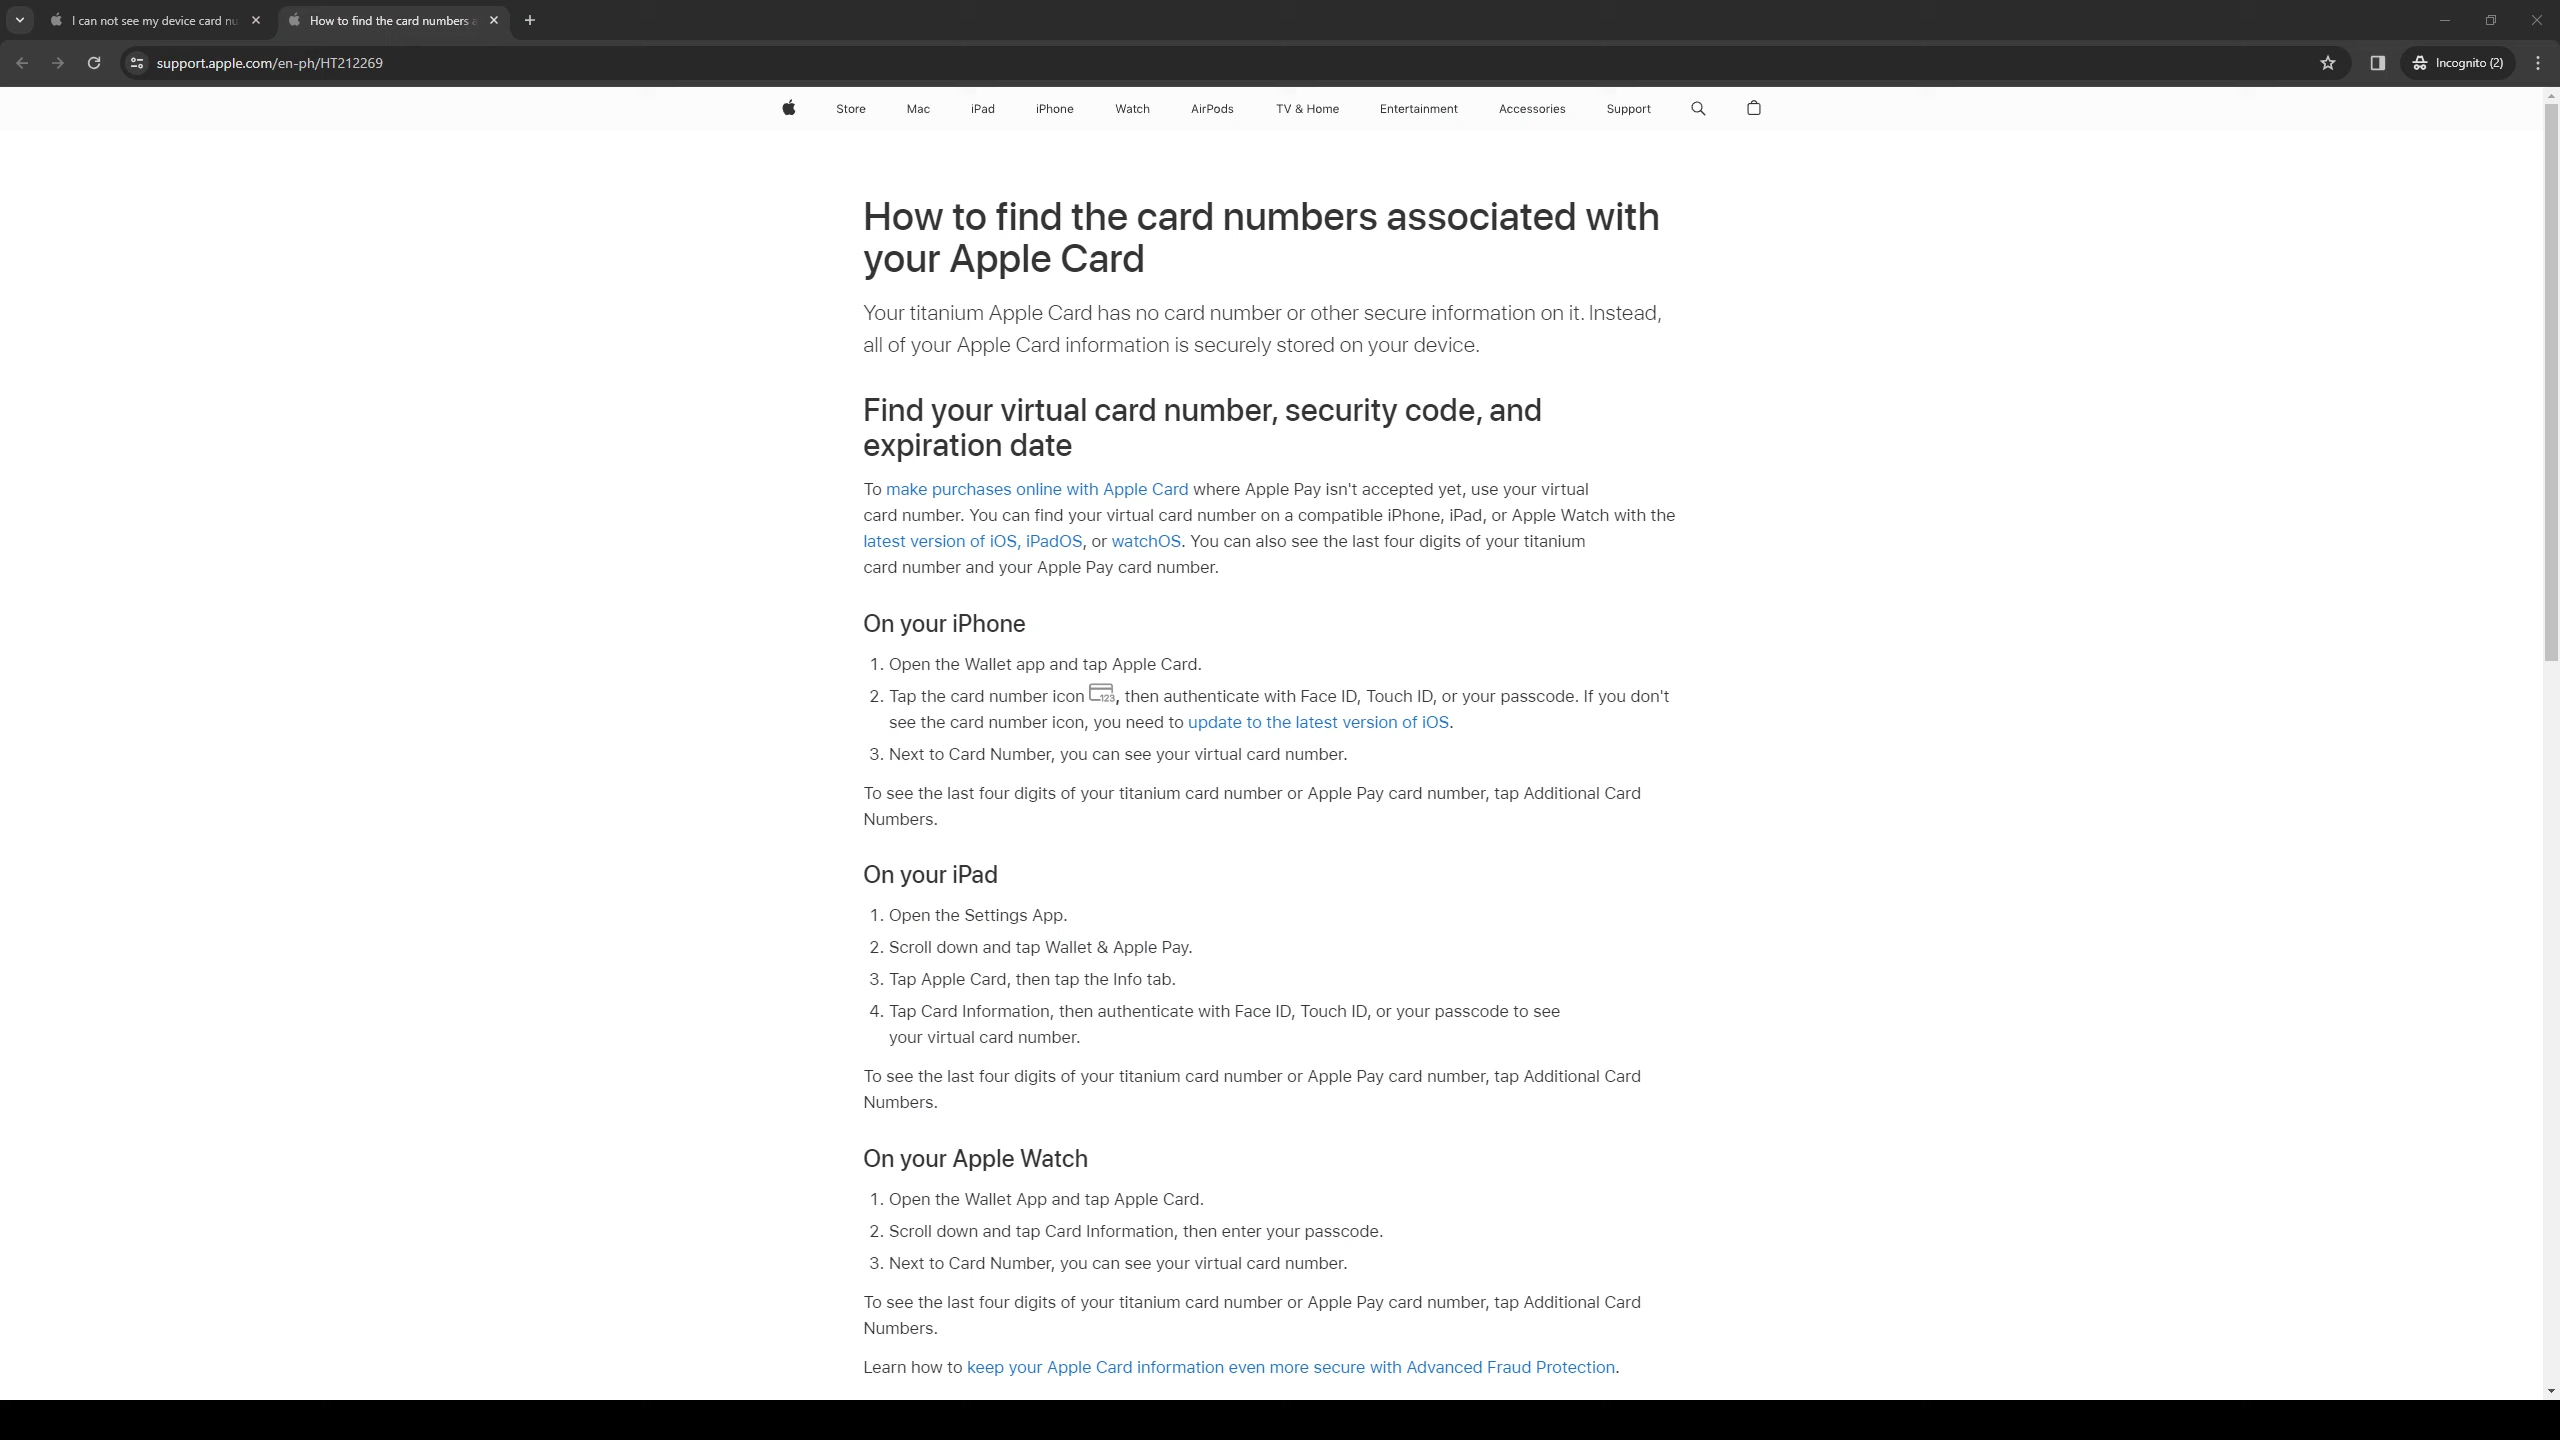 I can not see my device card nu
How to find the card numbers a
support.apple.com/en-ph/HT212269
Incognito (2)
Store Mac iPad iPhone Watch AirPods TV & Home Entertainment Accessories Support
How to find the card numbers associated with
your Apple Card
Your titanium Apple Card has no card number or other secure information on it. Instead,
all of your Apple Card information is securely stored on your device.
Find your virtual card number, security code, and
expiration date
To make purchases online with Apple Card where Apple Pay isn't accepted yet, use your virtual
card number. You can find your virtual card number on a compatible iPhone, iPad, or Apple Watch with the
latest version of iOS, iPadOS, or watchOS. You can also see the last four digits of your titanium
card number and your Apple Pay card number.
On your iPhone
1. Open the Wallet app and tap Apple Card.
2. Tap the card number icon 123, then authenticate with Face ID, Touch ID, or your passcode. If you don't
see the card number icon, you need to update to the latest version of iOS.
3. Next to Card Number, you can see your virtual card number.
To see the last four digits of your titanium card number or Apple Pay card number, tap Additional Card
Numbers.
On your iPad
1. Open the Settings App.
2. Scroll down and tap Wallet & Apple Pay.
3. Tap Apple Card, then tap the Info tab.
4. Tap Card Information, then authenticate with Face ID, Touch ID, or your passcode to see
your virtual card number.
To see the last four digits of your titanium card number or Apple Pay card number, tap Additional Card
Numbers.
On your Apple Watch
1. Open the Wallet App and tap Apple Card.
2. Scroll down and tap Card Information, then enter your passcode.
3. Next to Card Number, you can see your virtual card number.
To see the last four digits of your titanium card number or Apple Pay card number, tap Additional Card
Numbers.
Learn how to keep your Apple Card information even more secure with Advanced Fraud Protection.